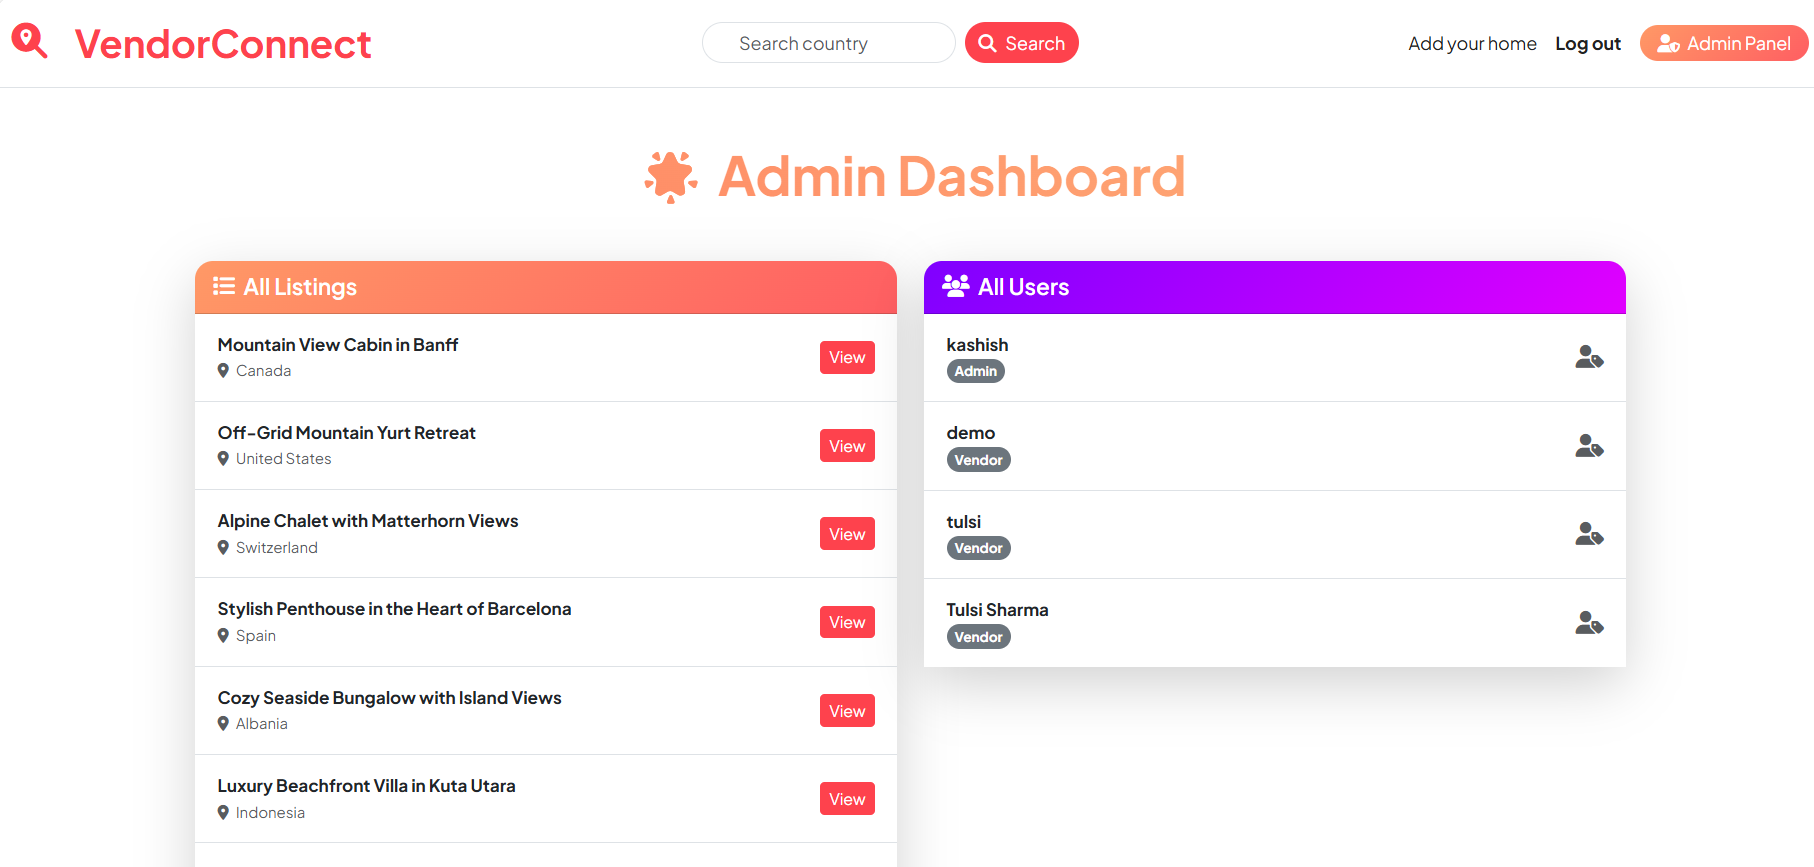 VendorConnect
Search country
Search
Add your home
Log out
Admin Panel
Admin Dashboard
All Listings
Mountain View Cabin in Banff
Canada
View
Off-Grid Mountain Yurt Retreat
United States
View
Alpine Chalet with Matterhorn Views
Switzerland
View
Stylish Penthouse in the Heart of Barcelona
Spain
View
Cozy Seaside Bungalow with Island Views
Albania
View
Luxury Beachfront Villa in Kuta Utara
Indonesia
View
All Users
kashish
Admin
demo
Vendor
tulsi
Vendor
Tulsi Sharma
Vendor